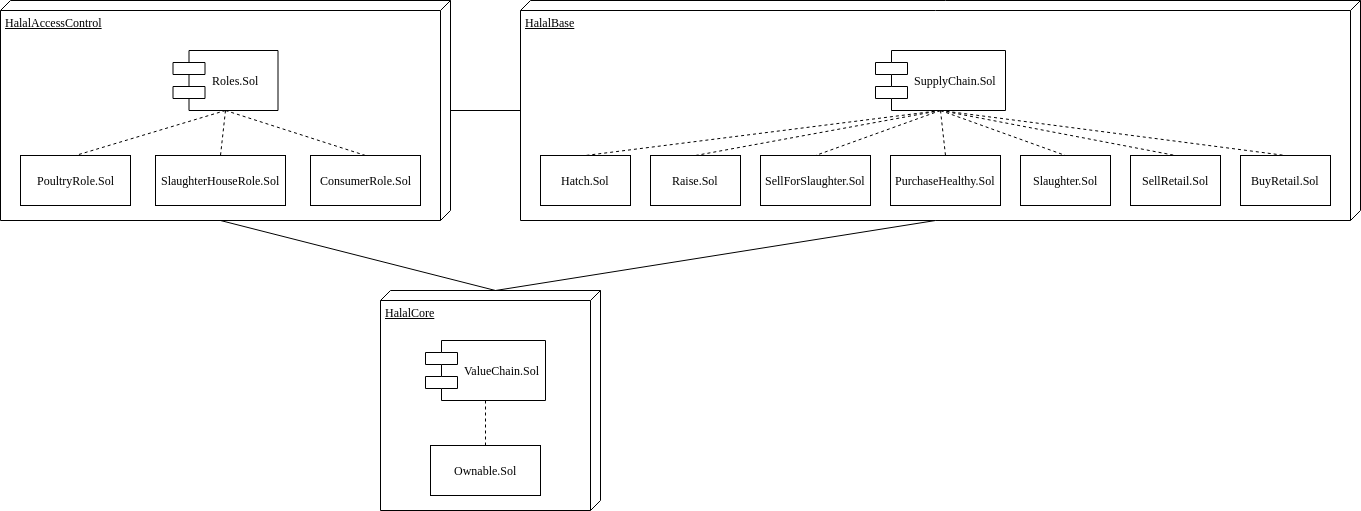 HalalAccessControl
Roles.Sol
PoultryRole.Sol
SlaughterHouseRole.Sol
ConsumerRole.Sol
HalalBase
SupplyChain.Sol
Hatch.Sol
Raise.Sol
SellForSlaughter.Sol
PurchaseHealthy.Sol
Slaughter.Sol
SellRetail.Sol
BuyRetail.Sol
HalalCore
ValueChain.Sol
Ownable.Sol